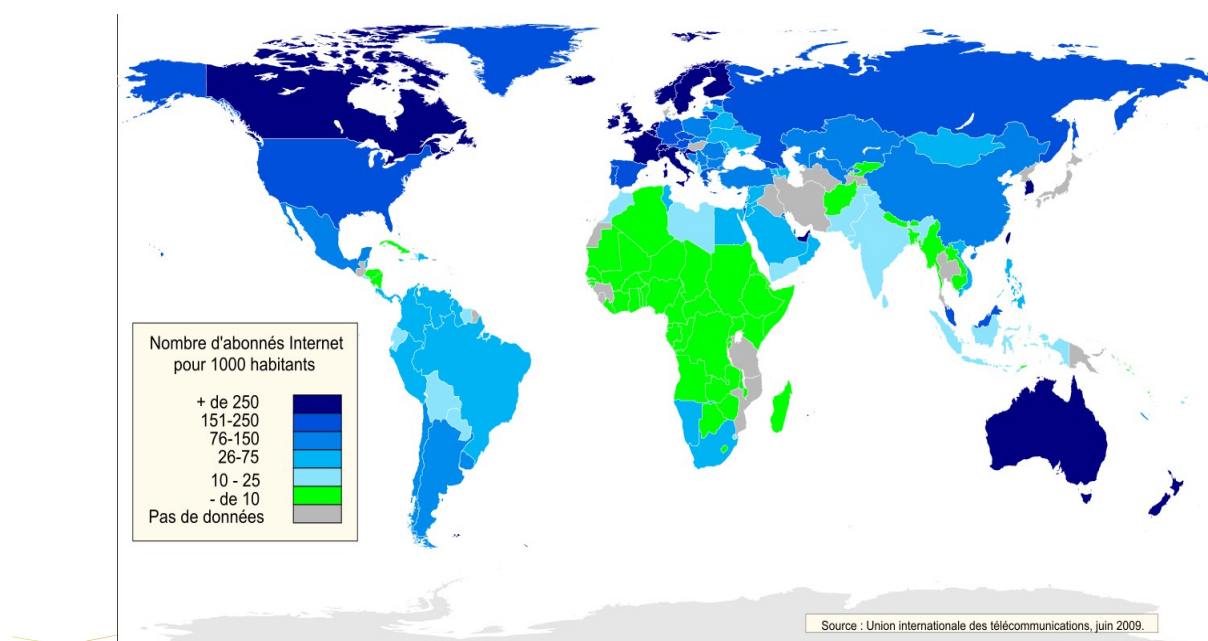 Nombre d'abonnés Internet
pour 1000 habitants
+ de 250
151-250
76-150
26-75
10 - 25
- de 10
Pas de données
Source : Union internationale des télécommunications, juin 2009.